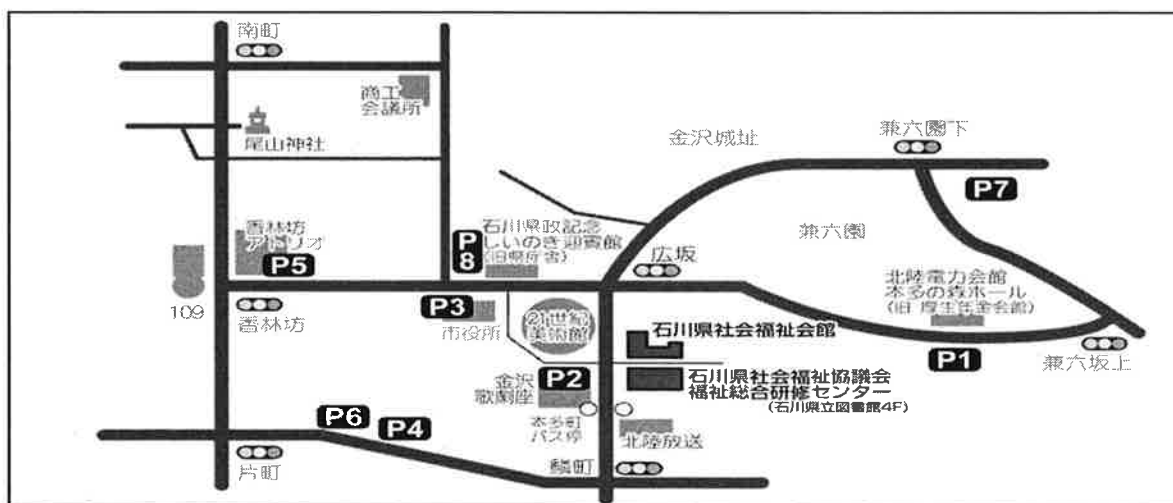 南町
商工
会議所
尾山神社
金沢城址
兼六園下
P7
香林坊
アトリオ
P5
P
8
石川県政記念
しいのき迎賓館
(旧県庁舎)
広坂
兼六園
北陸電力会館
本多の森ホール
(旧 厚生年金会館)
109
香林坊
P3
市役所
21世紀
美術館
石川県社会福祉会館
P1
兼六坂上
金沢
歌劇座
P2
石川県社会福祉協議会
福祉総合研修センター
(石川県立図書館4F)
P6
P4
本多町
バス停
北陸放送
片町
鱗町